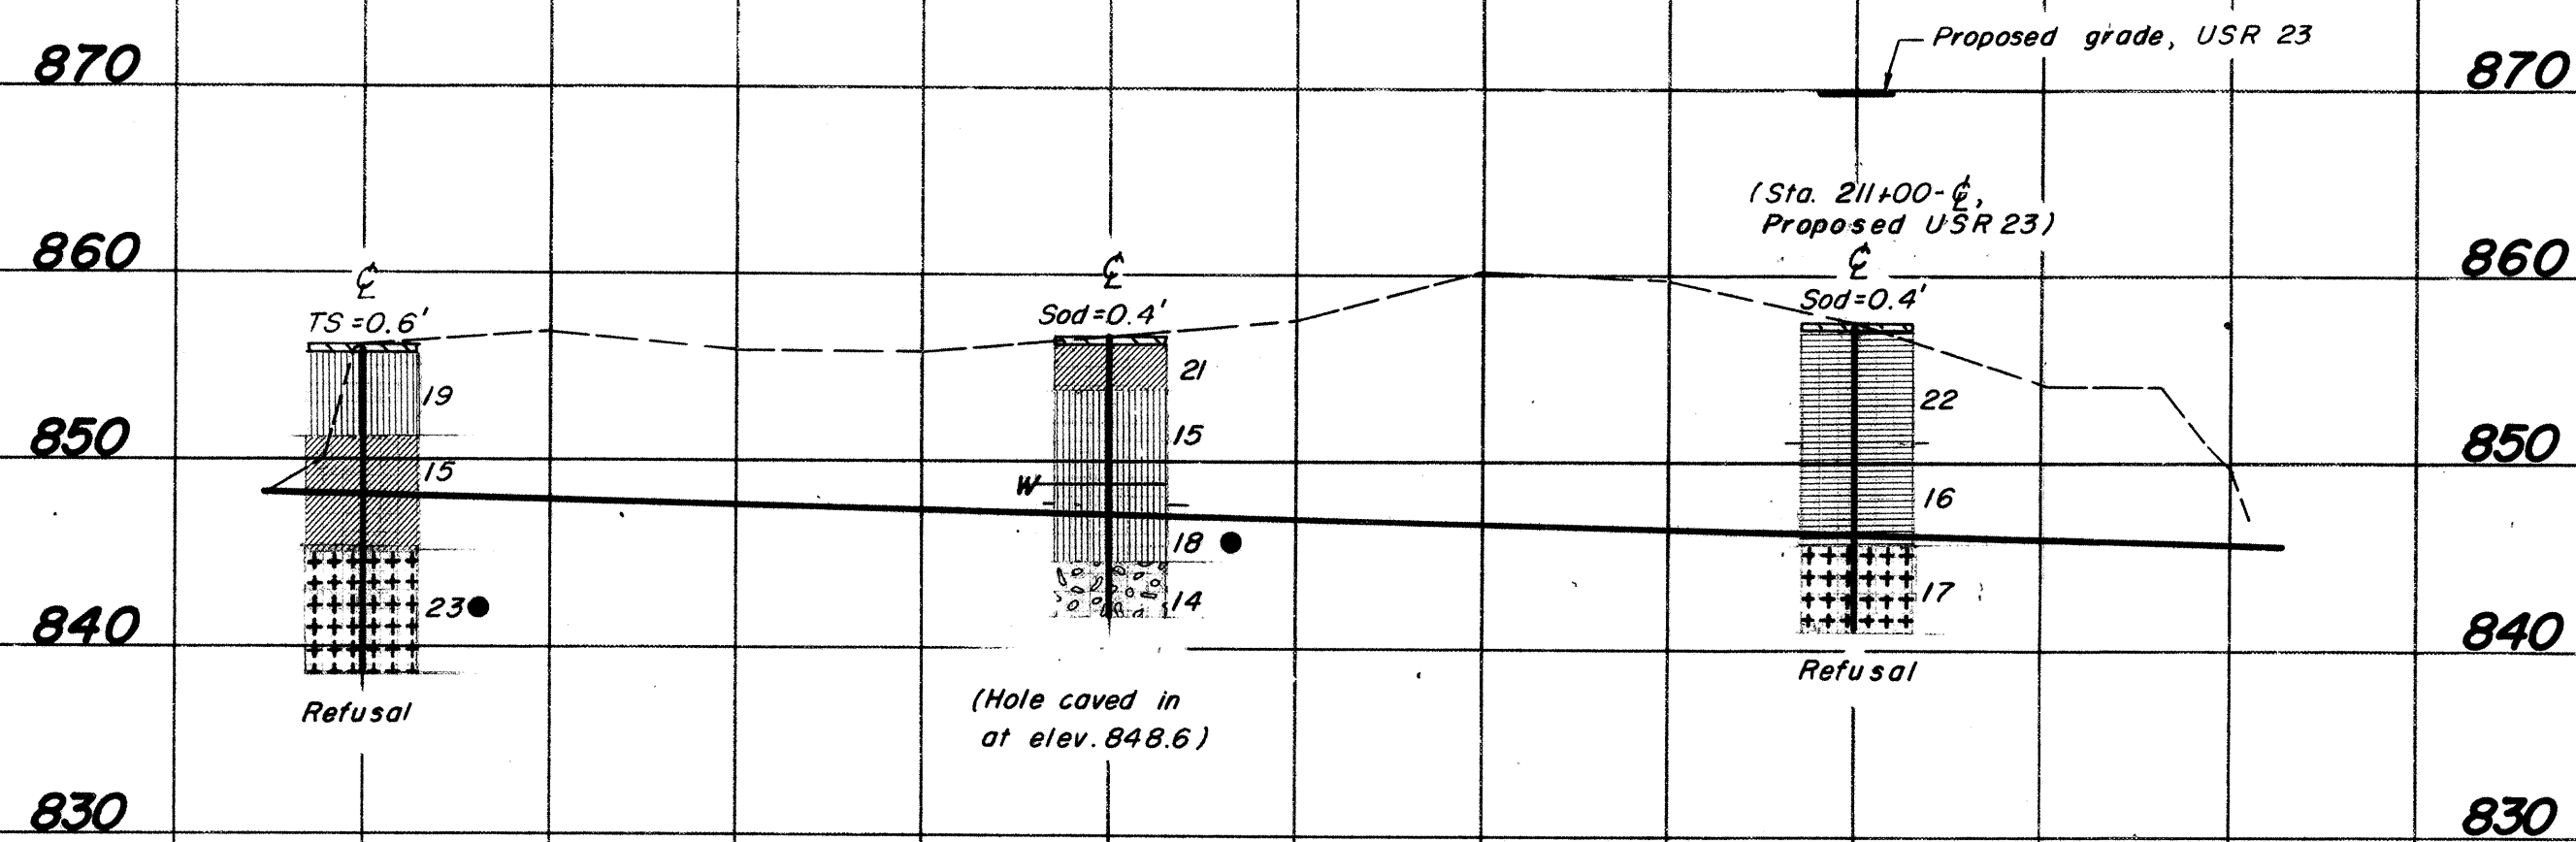 Proposed grade, USR 23
870
870
(Sta. 211+00-℄,
Proposed USR 23)
860
860
℄
℄
℄
TS=0.6'
Sod=0.4'
Sod=0.4'
21
19
22
850
15
850
15
W
16
18
14
17
23
840
840
Refusal
Refusal
(Hole caved in
at elev. 848.6)
830
830